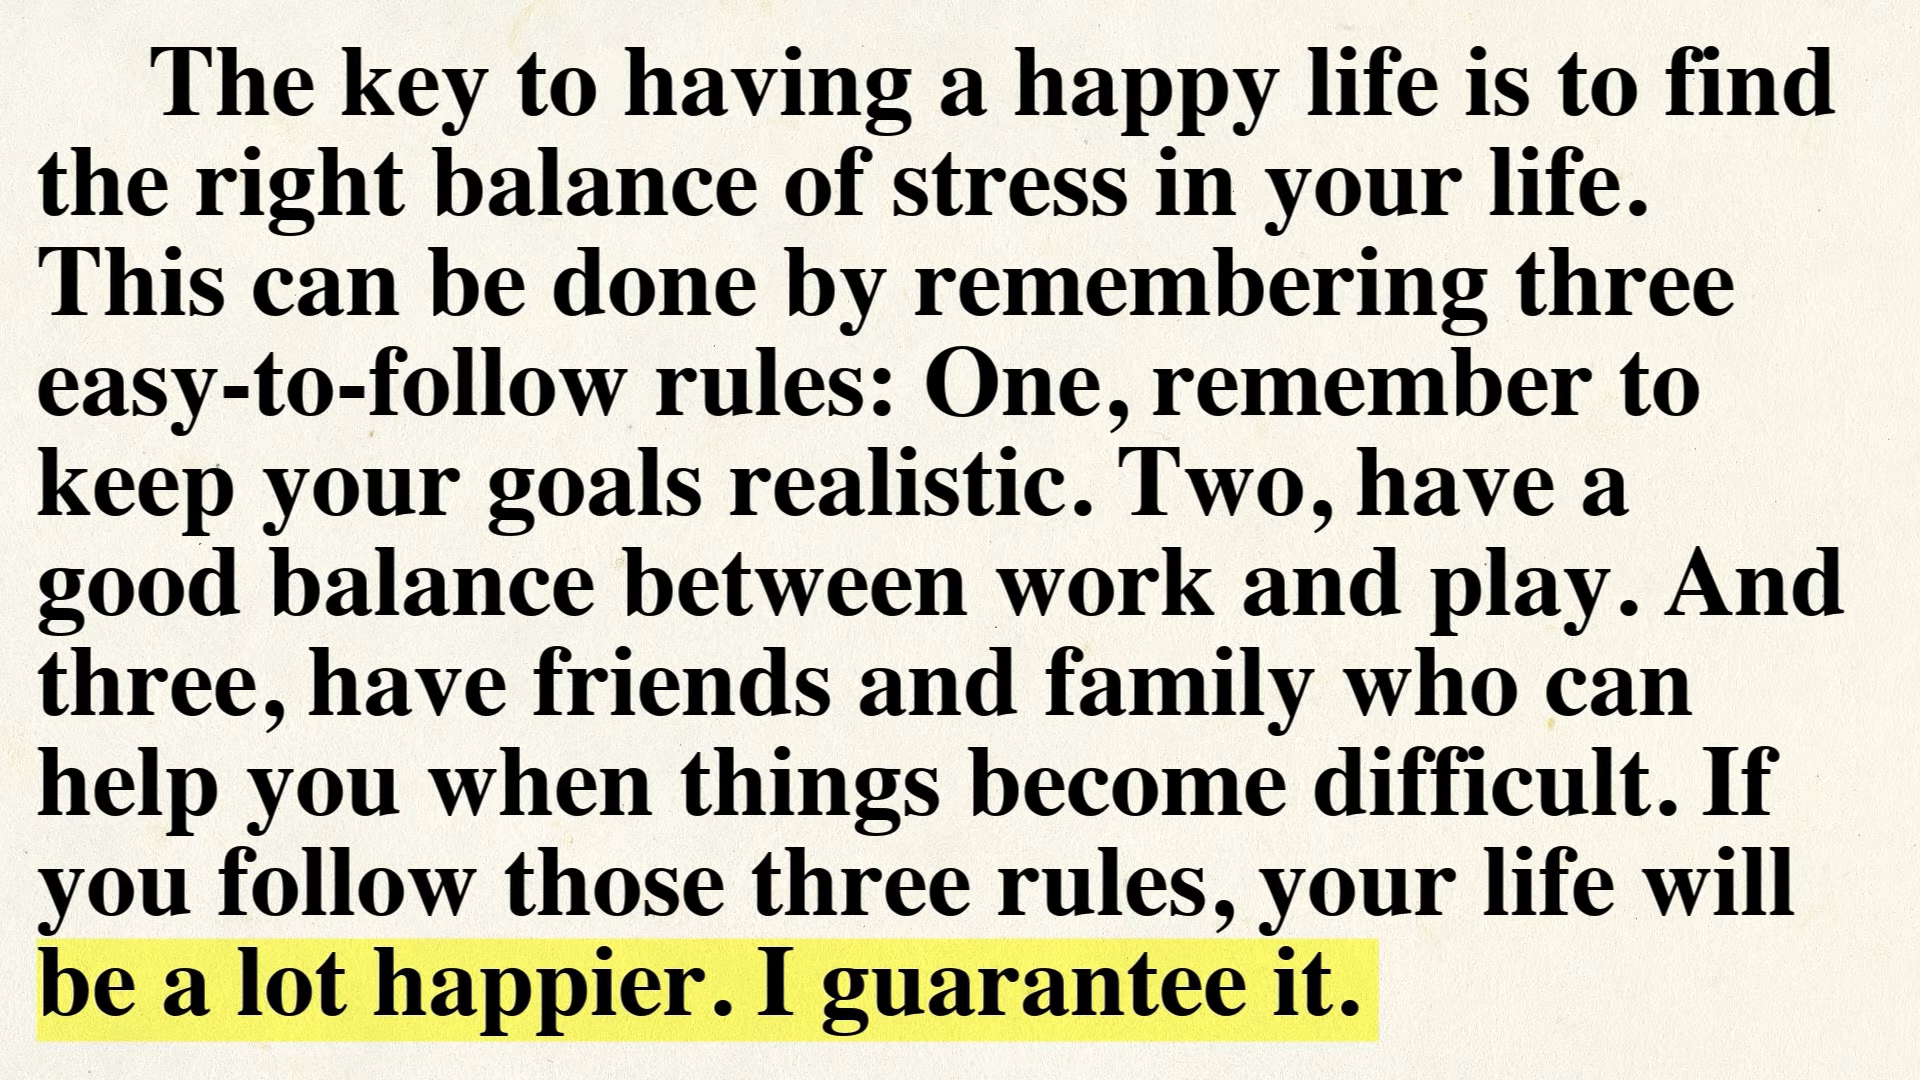 The key to having a happy life is to find
the right balance of stress in your life.
This can be done by remembering three
easy-to-follow rules: One, remember to
keep your goals realistic. Two, have a
good balance between work and play. And
three, have friends and family who can
help you when things become difficult. If
you follow those three rules, your life will
be a lot happier. I guarantee it.